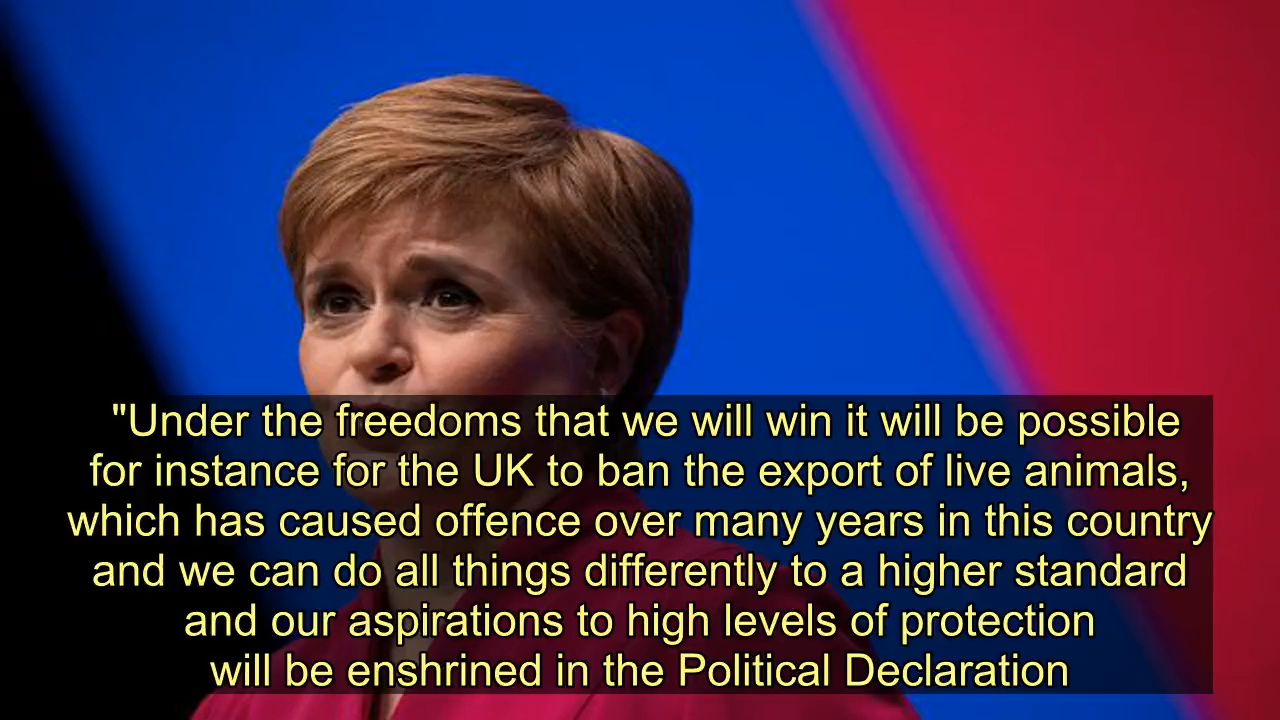 "Under the freedoms that we will win it will be possible
for instance for the UK to ban the export of live animals,
which has caused offence over many years in this country
and we can do all things differently to a higher standard
and our aspirations to high levels of protection
will be enshrined in the Political Declaration